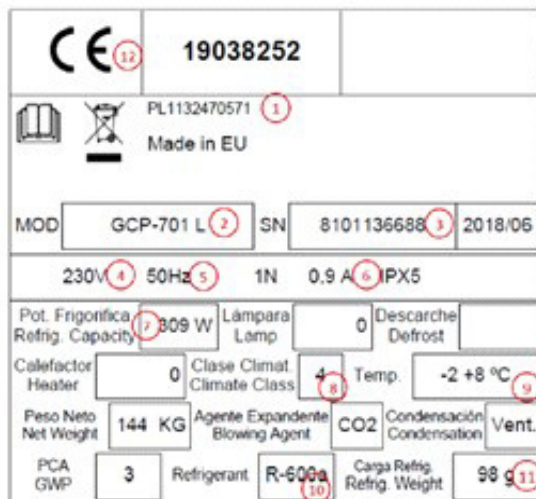 CE 12 19038252
PL1132470571 1
Made in EU
MOD GCP-701 L 2 SN 8101136688 3 2018/06
230V 4 50Hz 5 1N 0,9 A 6 IPX5
Pot. Frigorífica 7 309 W Lámpara 0 Descarche
Refrig. Capacity Lamp Defrost
Calefactor 0 Clase Climat. 4 Temp. -2 +8 ºC
Heater Climate Class 8 9
Peso Neto 144 KG Agente Expandente CO2 Condensación Vent.
Net Weight Blowing Agent Condensation
PCA 3 Refrigerant R-600a Carga Refrig. 98 g 11
GWP 10 Refrig. Weight